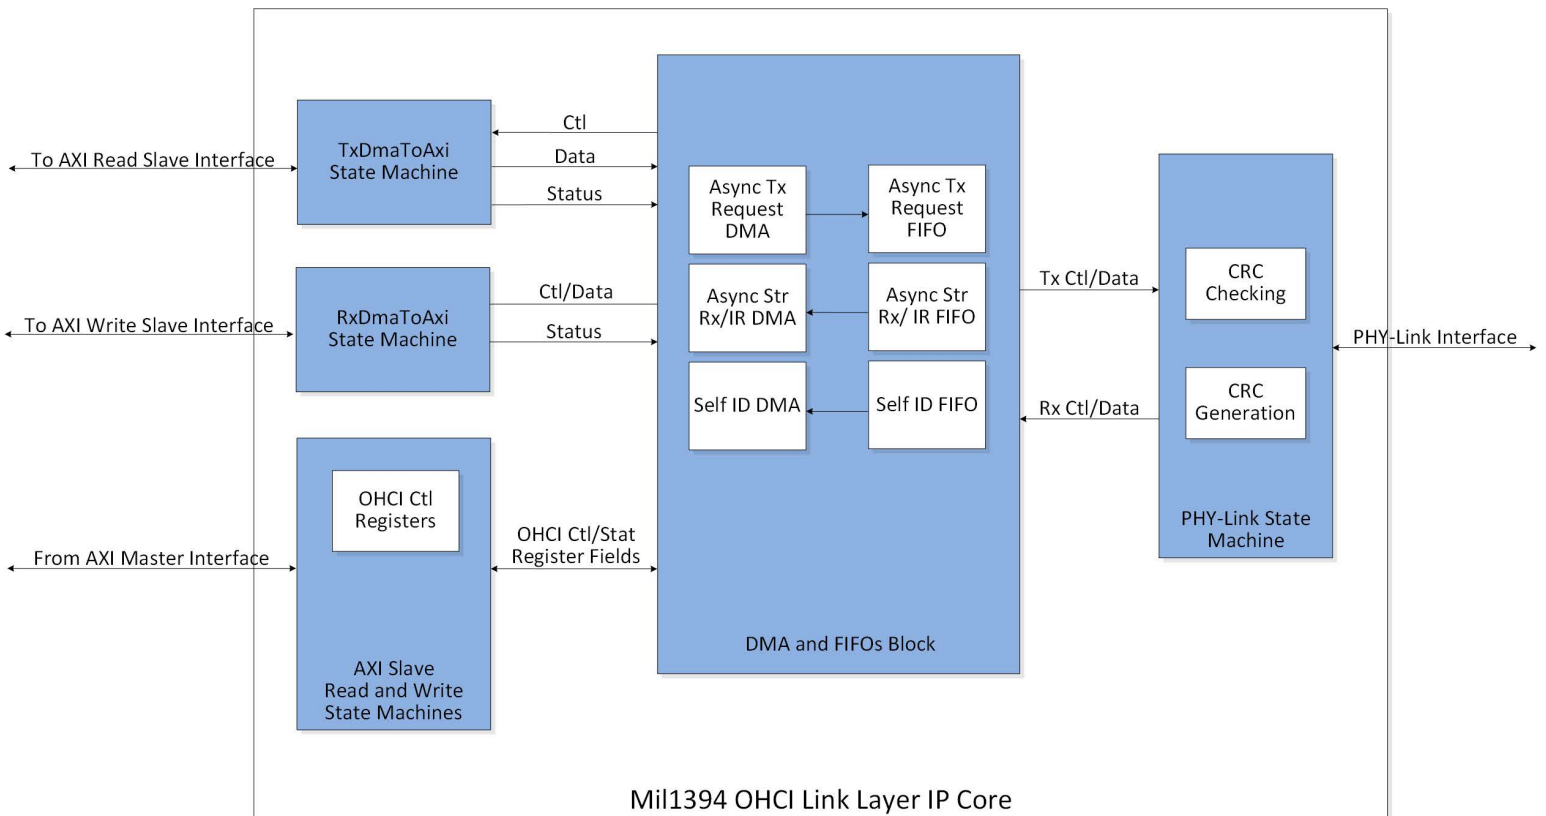 To AXI Read Slave Interface
TxDmaToAxi
State Machine
Ctl
Data
Status
To AXI Write Slave Interface
RxDmaToAxi
State Machine
Ctl/Data
Status
From AXI Master Interface
OHCI Ctl
Registers
AXI Slave
Read and Write
State Machines
OHCI Ctl/Stat
Register Fields
Async Tx
Request
DMA
Async Tx
Request
FIFO
Async Str
Rx/IR DMA
Async Str
Rx/ IR FIFO
Self ID DMA
Self ID FIFO
DMA and FIFOs Block
Tx Ctl/Data
Rx Ctl/Data
CRC
Checking
CRC
Generation
PHY-Link State
Machine
PHY-Link Interface
Mil1394 OHCI Link Layer IP Core